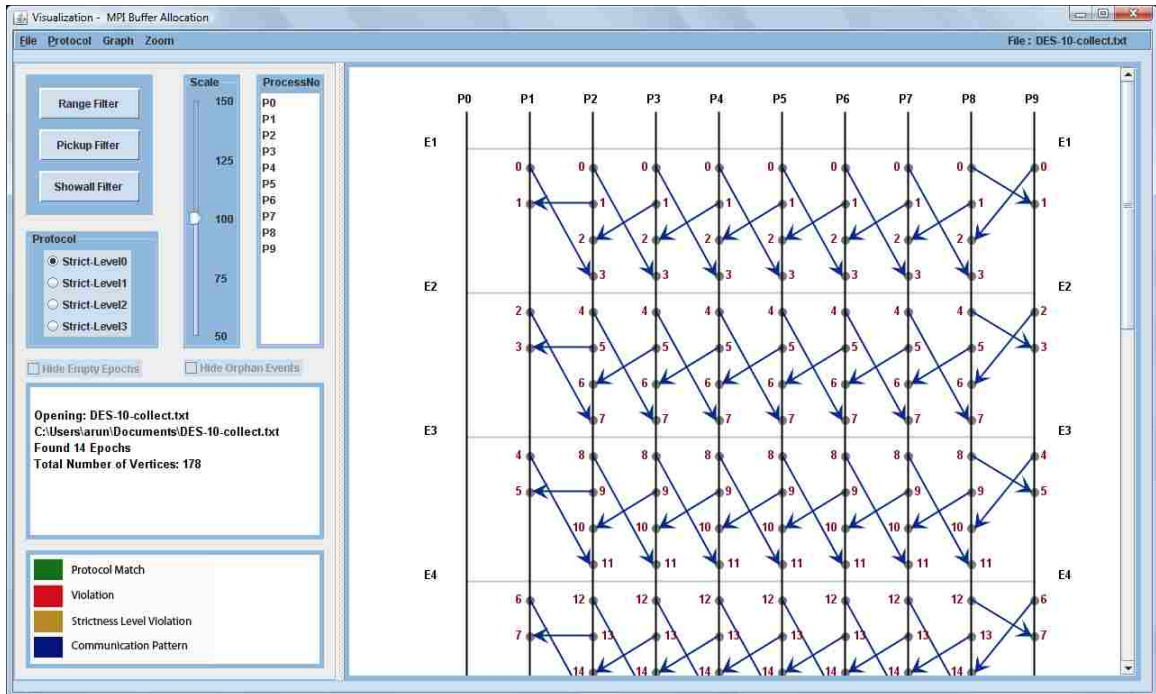 Visualization -  MPI Buffer Allocation
File Protocol Graph Zoom
File : DES-10-collect.txt
Range Filter
Pickup Filter
Showall Filter
Protocol
Strict-Level0
Strict-Level1
Strict-Level2
Strict-Level3
Scale
150
125
100
75
50
ProcessNo
P0
P1
P2
P3
P4
P5
P6
P7
P8
P9
Hide Empty Epochs
Hide Orphan Events
Opening: DES-10-collect.txt
C:\Users\arun\Documents\DES-10-collect.txt
Found 14 Epochs
Total Number of Vertices: 178
Protocol Match
Violation
Strictness Level Violation
Communication Pattern
P0 P1 P2 P3 P4 P5 P6 P7 P8 P9
E1 E1
0 0 0 0 0 0 0 0 0
1 1 1 1 1 1 1 1 1
2 2 2 2 2 2 2
3 3 3 3 3 3 3
E2 E2
2 4 4 4 4 4 4 4 2
3 5 5 5 5 5 5 5 3
6 6 6 6 6 6 6
7 7 7 7 7 7 7
E3 E3
4 8 8 8 8 8 8 8 4
5 9 9 9 9 9 9 9 5
10 10 10 10 10 10 10
11 11 11 11 11 11 11
E4 E4
6 12 12 12 12 12 12 12 6
7 13 13 13 13 13 13 13 7
14 14 14 14 14 14 14